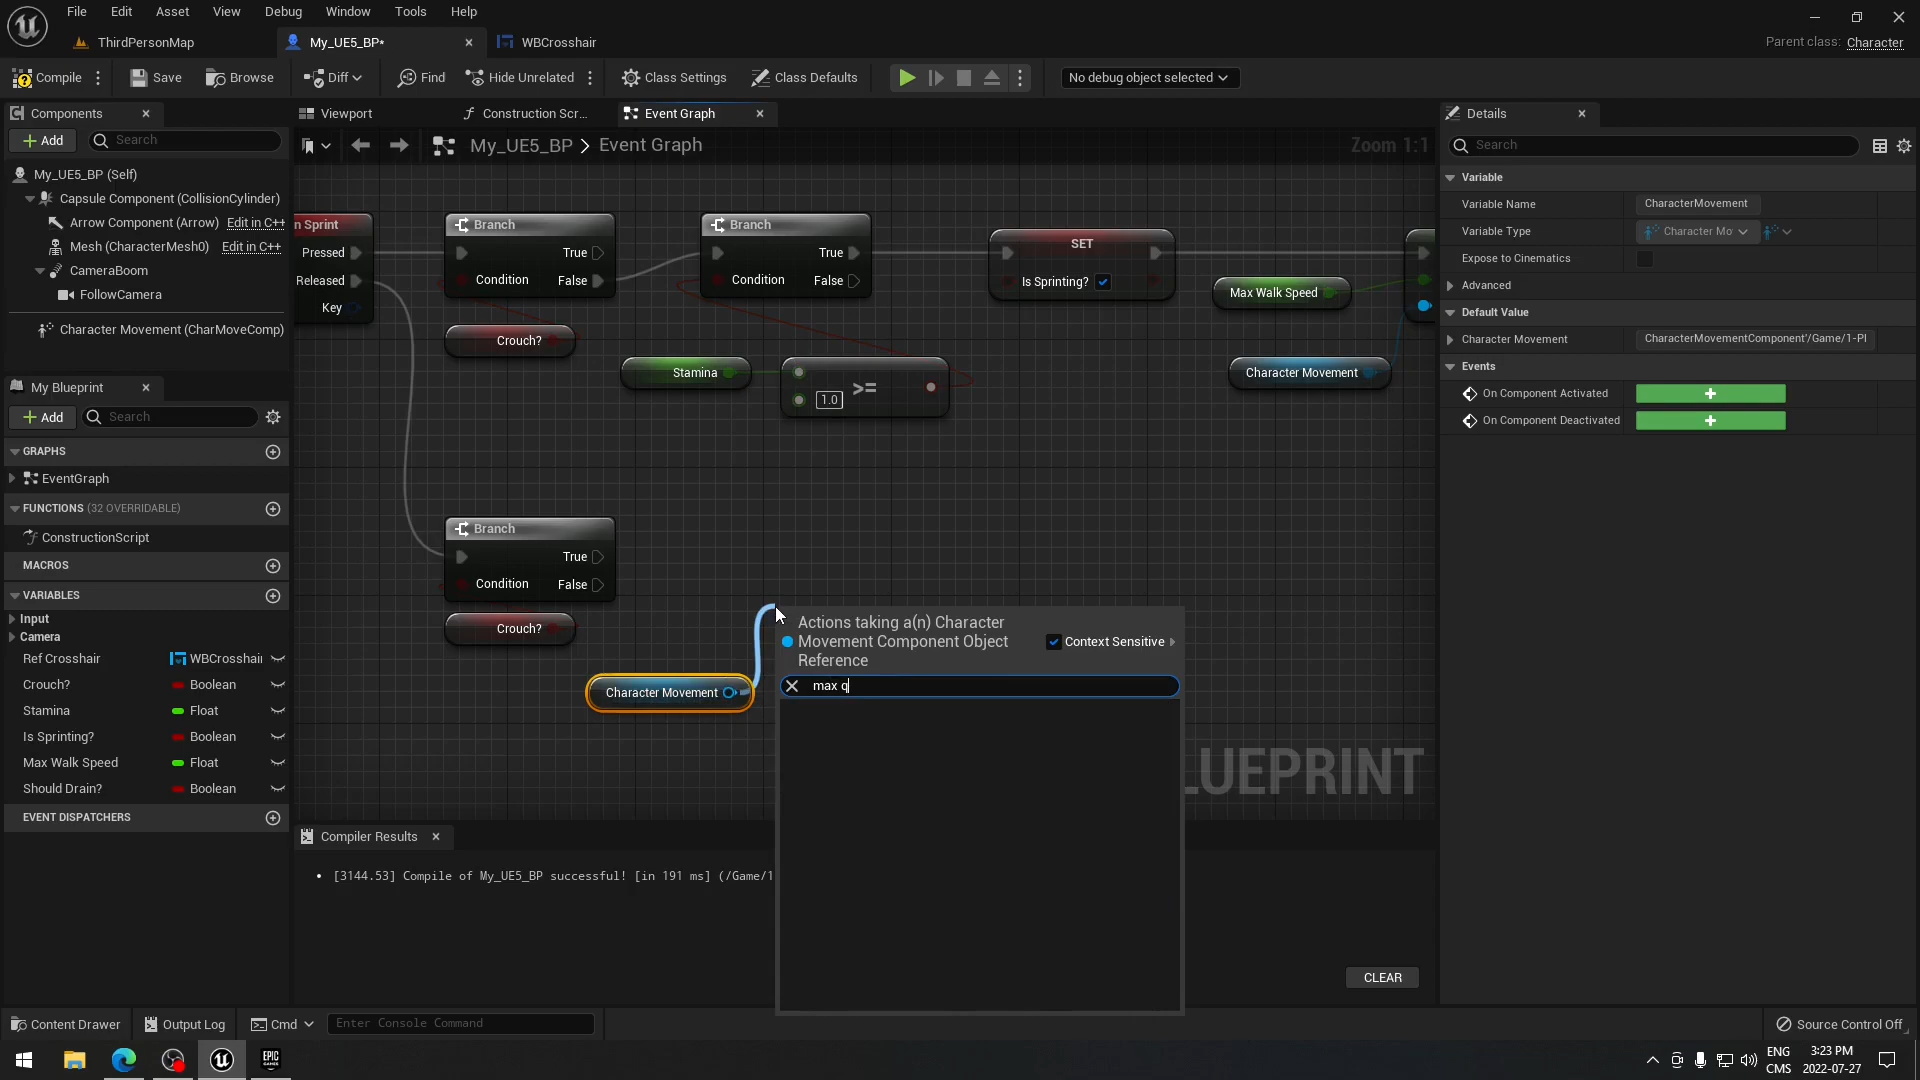 File Edit Asset View Debug Window Tools Help
ThirdPersonMap My_UE5_BP* WBCrosshair
Parent class: Character
Compile Save Browse Diff Find Hide Unrelated Class Settings Class Defaults No debug object selected
Components
Add Search
My_UE5_BP (Self)
Capsule Component (CollisionCylinder)
Arrow Component (Arrow) Edit in C++
Mesh (CharacterMesh0) Edit in C++
CameraBoom
FollowCamera
Character Movement (CharMoveComp)
My Blueprint
Add Search
GRAPHS
EventGraph
FUNCTIONS (32 OVERRIDABLE)
ConstructionScript
MACROS
VARIABLES
Input
Camera
Ref Crosshair WBCrosshai
Crouch? Boolean
Stamina Float
Is Sprinting? Boolean
Max Walk Speed Float
Should Drain? Boolean
EVENT DISPATCHERS
Viewport Construction Scr... Event Graph
My_UE5_BP > Event Graph Zoom 1:1
n Sprint
Pressed
Released
Key
Branch
True
Condition False
Crouch?
Branch
True
Condition False
Stamina
1.0 >=
SET
Is Sprinting?
Max Walk Speed
Character Movement
Branch
True
Condition False
Crouch?
Character Movement
Actions taking a(n) Character
Movement Component Object
Reference
Context Sensitive
max q
LUEPRINT
Compiler Results
[3144.53] Compile of My_UE5_BP successful! [in 191 ms] (/Game/1
CLEAR
Details
Search
Variable
Variable Name CharacterMovement
Variable Type Character Mo
Expose to Cinematics
Advanced
Default Value
Character Movement CharacterMovementComponent'/Game/1-Pl
Events
On Component Activated
On Component Deactivated
Content Drawer Output Log Cmd Enter Console Command Source Control Off
EPIC
GAMES
ENG
CMS
3:23 PM
2022-07-27